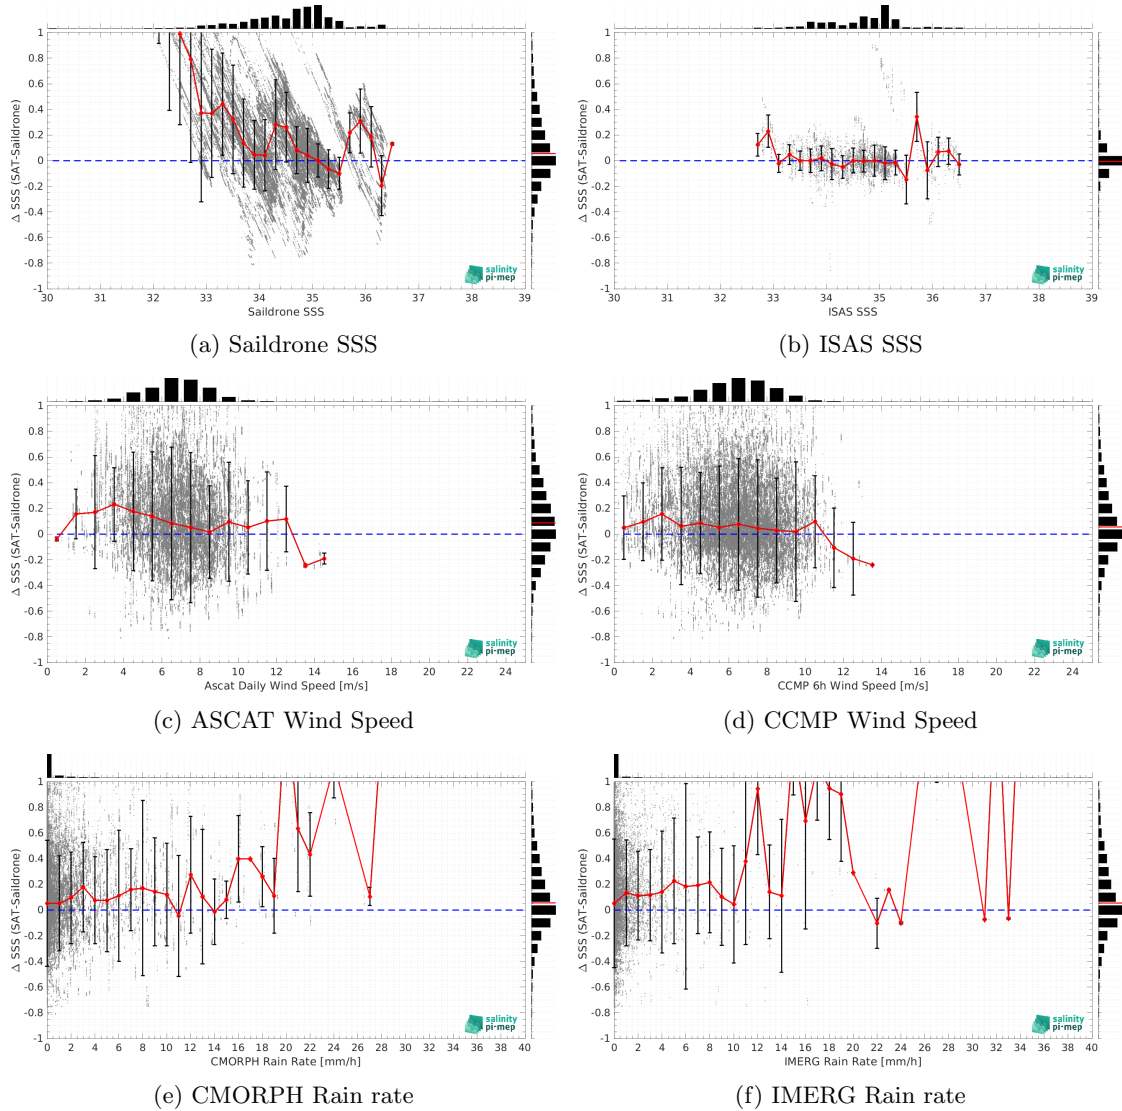 1
0.8
0.6
0.4
0.2
0
-0.2
-0.4
-0.6
-0.8
-1
Δ SSS (SAT-Saildrone)
salinity
pi-mep
30 31 32 33 34 35 36 37 38 39
Saildrone SSS
(a) Saildrone SSS
1
0.8
0.6
0.4
0.2
0
-0.2
-0.4
-0.6
-0.8
-1
Δ SSS (SAT-Saildrone)
salinity
pi-mep
30 31 32 33 34 35 36 37 38 39
ISAS SSS
(b) ISAS SSS
1
0.8
0.6
0.4
0.2
0
-0.2
-0.4
-0.6
-0.8
-1
Δ SSS (SAT-Saildrone)
salinity
pi-mep
0 2 4 6 8 10 12 14 16 18 20 22 24
Ascat Daily Wind Speed [m/s]
(c) ASCAT Wind Speed
1
0.8
0.6
0.4
0.2
0
-0.2
-0.4
-0.6
-0.8
-1
Δ SSS (SAT-Saildrone)
salinity
pi-mep
0 2 4 6 8 10 12 14 16 18 20 22 24
CCMP 6h Wind Speed [m/s]
(d) CCMP Wind Speed
1
0.8
0.6
0.4
0.2
0
-0.2
-0.4
-0.6
-0.8
-1
Δ SSS (SAT-Saildrone)
salinity
pi-mep
0 2 4 6 8 10 12 14 16 18 20 22 24 26 28 30 32 34 36 38 40
CMORPH Rain Rate [mm/h]
(e) CMORPH Rain rate
1
0.8
0.6
0.4
0.2
0
-0.2
-0.4
-0.6
-0.8
-1
Δ SSS (SAT-Saildrone)
salinity
pi-mep
0 2 4 6 8 10 12 14 16 18 20 22 24 26 28 30 32 34 36 38 40
IMERG Rain Rate [mm/h]
(f) IMERG Rain rate